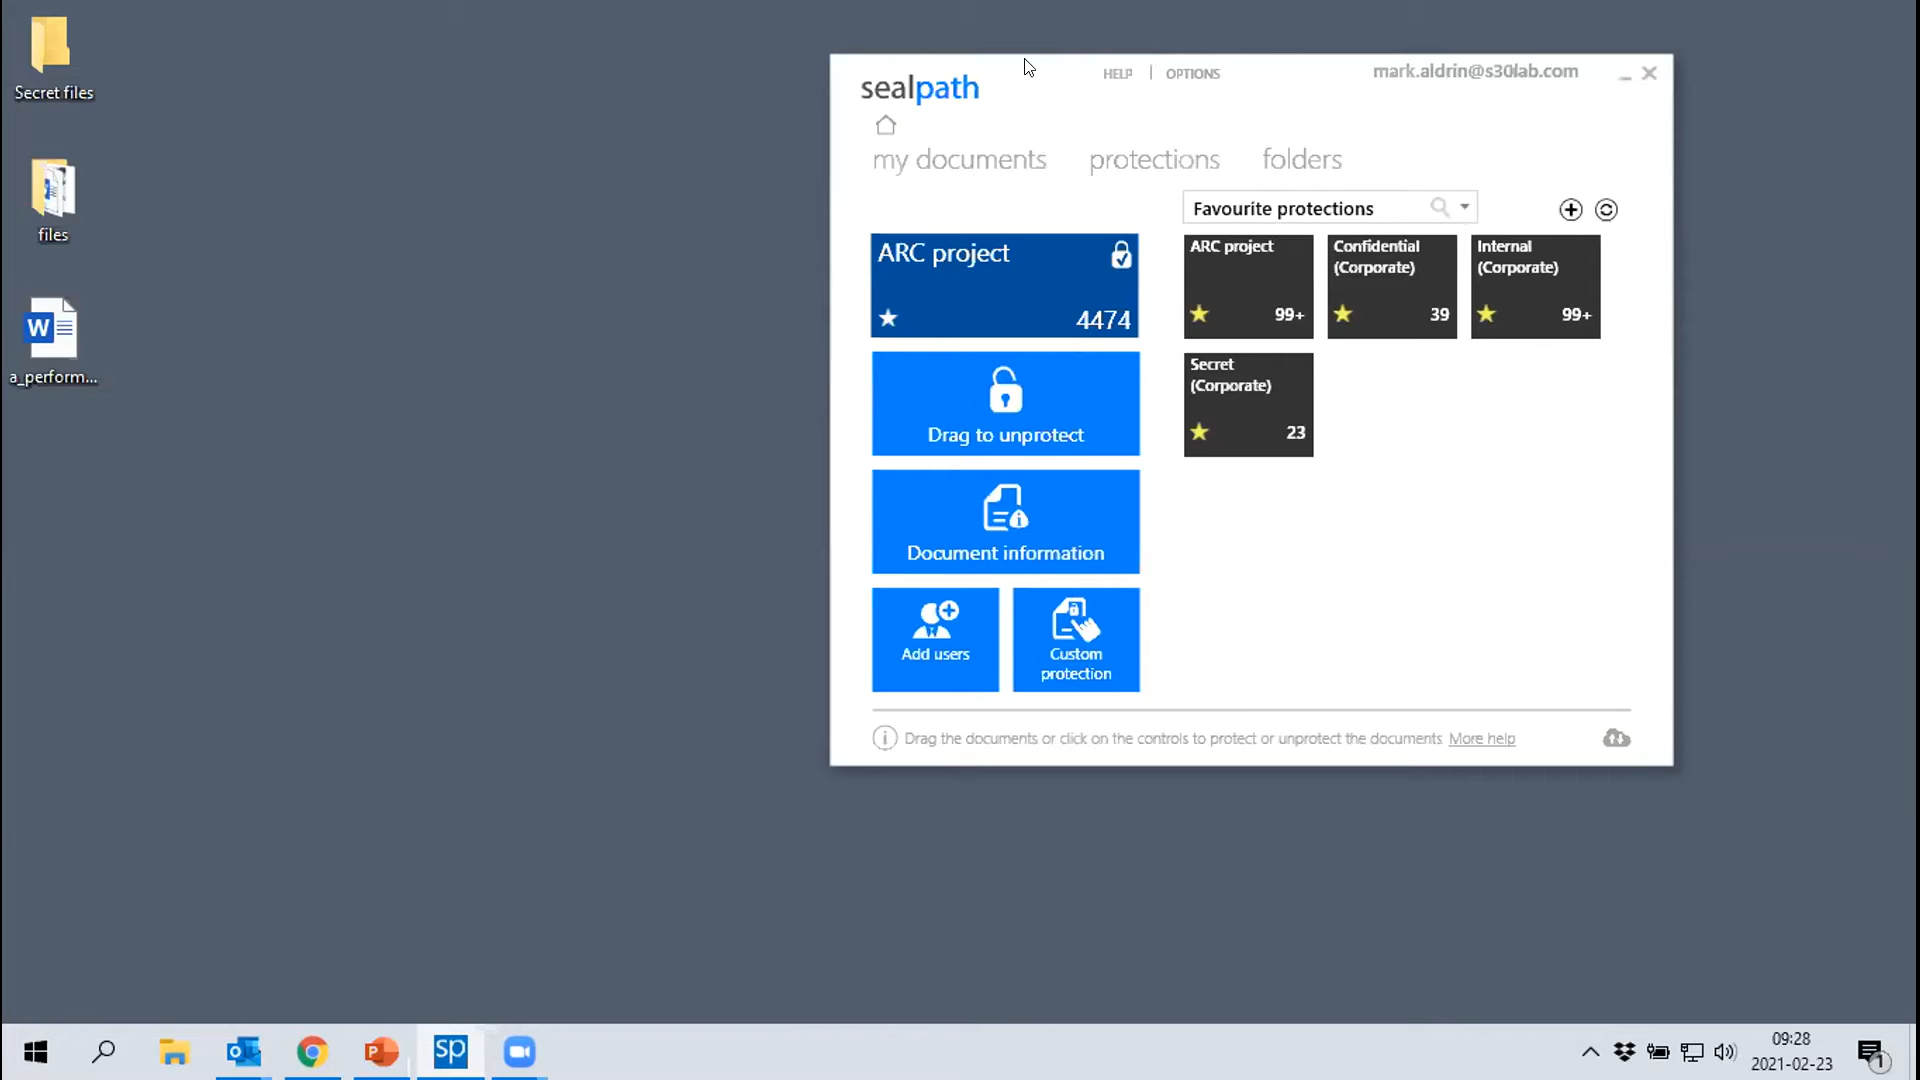 Secret files
files
W
a_perform...
sealpath
HELP
OPTIONS
mark.aldrin@s30lab.com
my documents
protections
folders
Favourite protections
ARC project
4474
Drag to unprotect
Document information
Add users
Custom
protection
ARC project
99+
Confidential
(Corporate)
39
Internal
(Corporate)
99+
Secret
(Corporate)
23
Drag the documents or click on the controls to protect or unprotect the documents More help
sp
09:28
2021-02-23
1